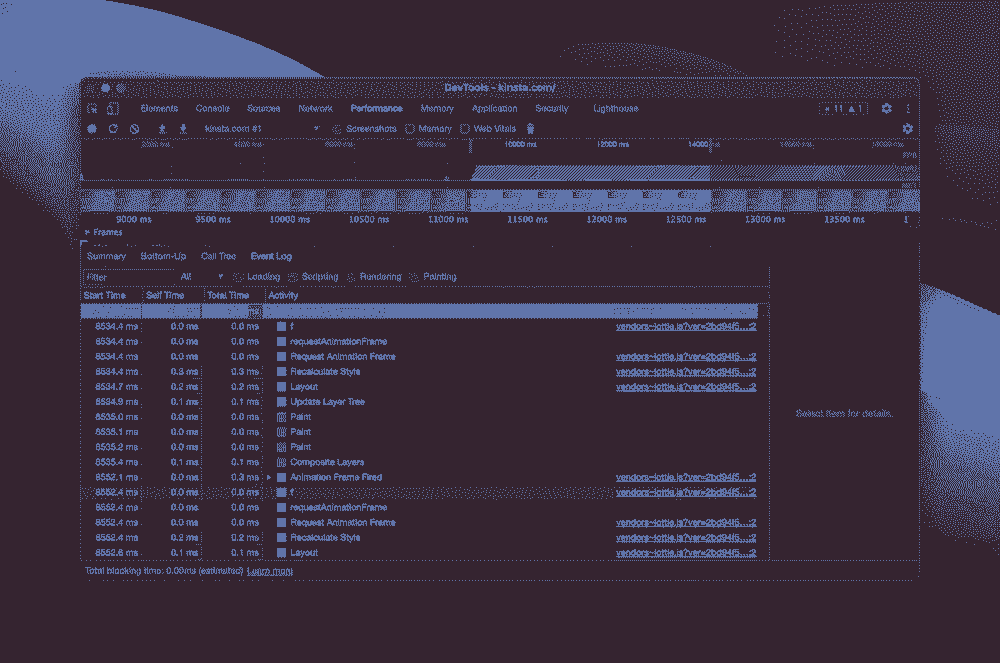 DevTools - kinsta.com/
Elements Console Sources Network Performance Memory Application Security Lighthouse 11 1
kinsta.com #1 Screenshots Memory Web Vitals
2000 ms 4000 ms 6000 ms 8000 ms 10000 ms 12000 ms 14000 ms
9000 ms 9500 ms 10000 ms 10500 ms 11000 ms 11500 ms 12000 ms 12500 ms 13000 ms 13500 ms 1
Frames
Summary Bottom-Up Call Tree Event Log
Filter All Loading Scripting Rendering Painting
Start Time Self Time Total Time Activity
8534.4 ms 0.0 ms 0.0 ms f vendors~lottie.js?ver=2bd94f5…:2
8534.4 ms 0.0 ms 0.0 ms requestAnimationFrame
8534.4 ms 0.0 ms 0.0 ms Request Animation Frame vendors~lottie.js?ver=2bd94f5…:2
8534.4 ms 0.3 ms 0.3 ms Recalculate Style vendors~lottie.js?ver=2bd94f5…:2
8534.7 ms 0.2 ms 0.2 ms Layout vendors~lottie.js?ver=2bd94f5…:2
8534.9 ms 0.1 ms 0.1 ms Update Layer Tree
8535.0 ms 0.0 ms 0.0 ms Paint
8535.1 ms 0.0 ms 0.0 ms Paint
8535.2 ms 0.0 ms 0.0 ms Paint
8535.4 ms 0.1 ms 0.1 ms Composite Layers
8552.1 ms 0.0 ms 0.3 ms Animation Frame Fired vendors~lottie.js?ver=2bd94f5…:2
8552.4 ms 0.0 ms 0.0 ms f vendors~lottie.js?ver=2bd94f5…:2
8552.4 ms 0.0 ms 0.0 ms requestAnimationFrame
8552.4 ms 0.0 ms 0.0 ms Request Animation Frame vendors~lottie.js?ver=2bd94f5…:2
8552.4 ms 0.2 ms 0.2 ms Recalculate Style vendors~lottie.js?ver=2bd94f5…:2
8552.6 ms 0.1 ms 0.1 ms Layout vendors~lottie.js?ver=2bd94f5…:2
Select item for details.
Total blocking time: 0.00ms (estimated) Learn more